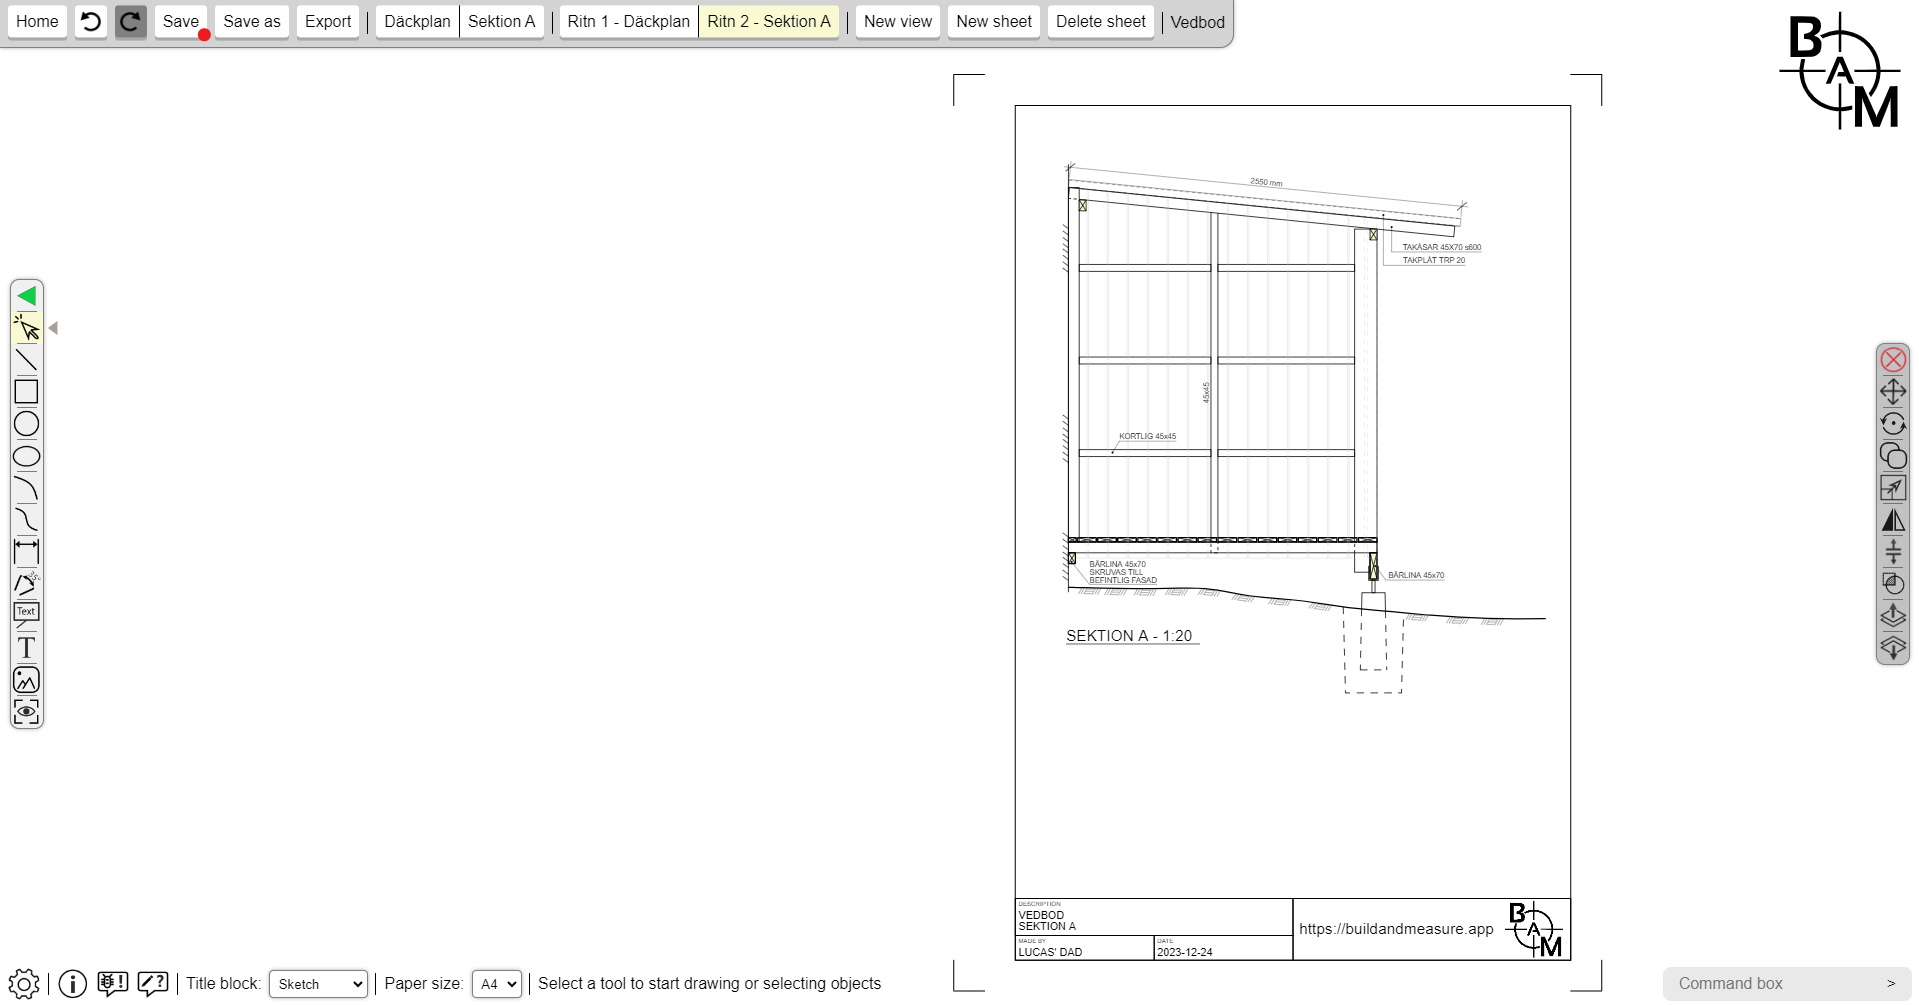 Home
Save
Save as
Export
Däckplan
Sektion A
Ritn 1 - Däckplan
Ritn 2 - Sektion A
New view
New sheet
Delete sheet
Vedbod
B
A
M
2550 mm
TAKÅSAR 45X70 s600
TAKPLÅT TRP 20
45x45
KORTLIG 45x45
BÄRLINA 45x70
SKRUVAS TILL
BEFINTLIG FASAD
BÄRLINA 45x70
SEKTION A - 1:20
35°
Text
T
DESCRIPTION
VEDBOD
SEKTION A
MADE BY
LUCAS' DAD
DATE
2023-12-24
https://buildandmeasure.app
B
A
M
Title block:
Sketch
Paper size:
A4
Select a tool to start drawing or selecting objects
Command box
>